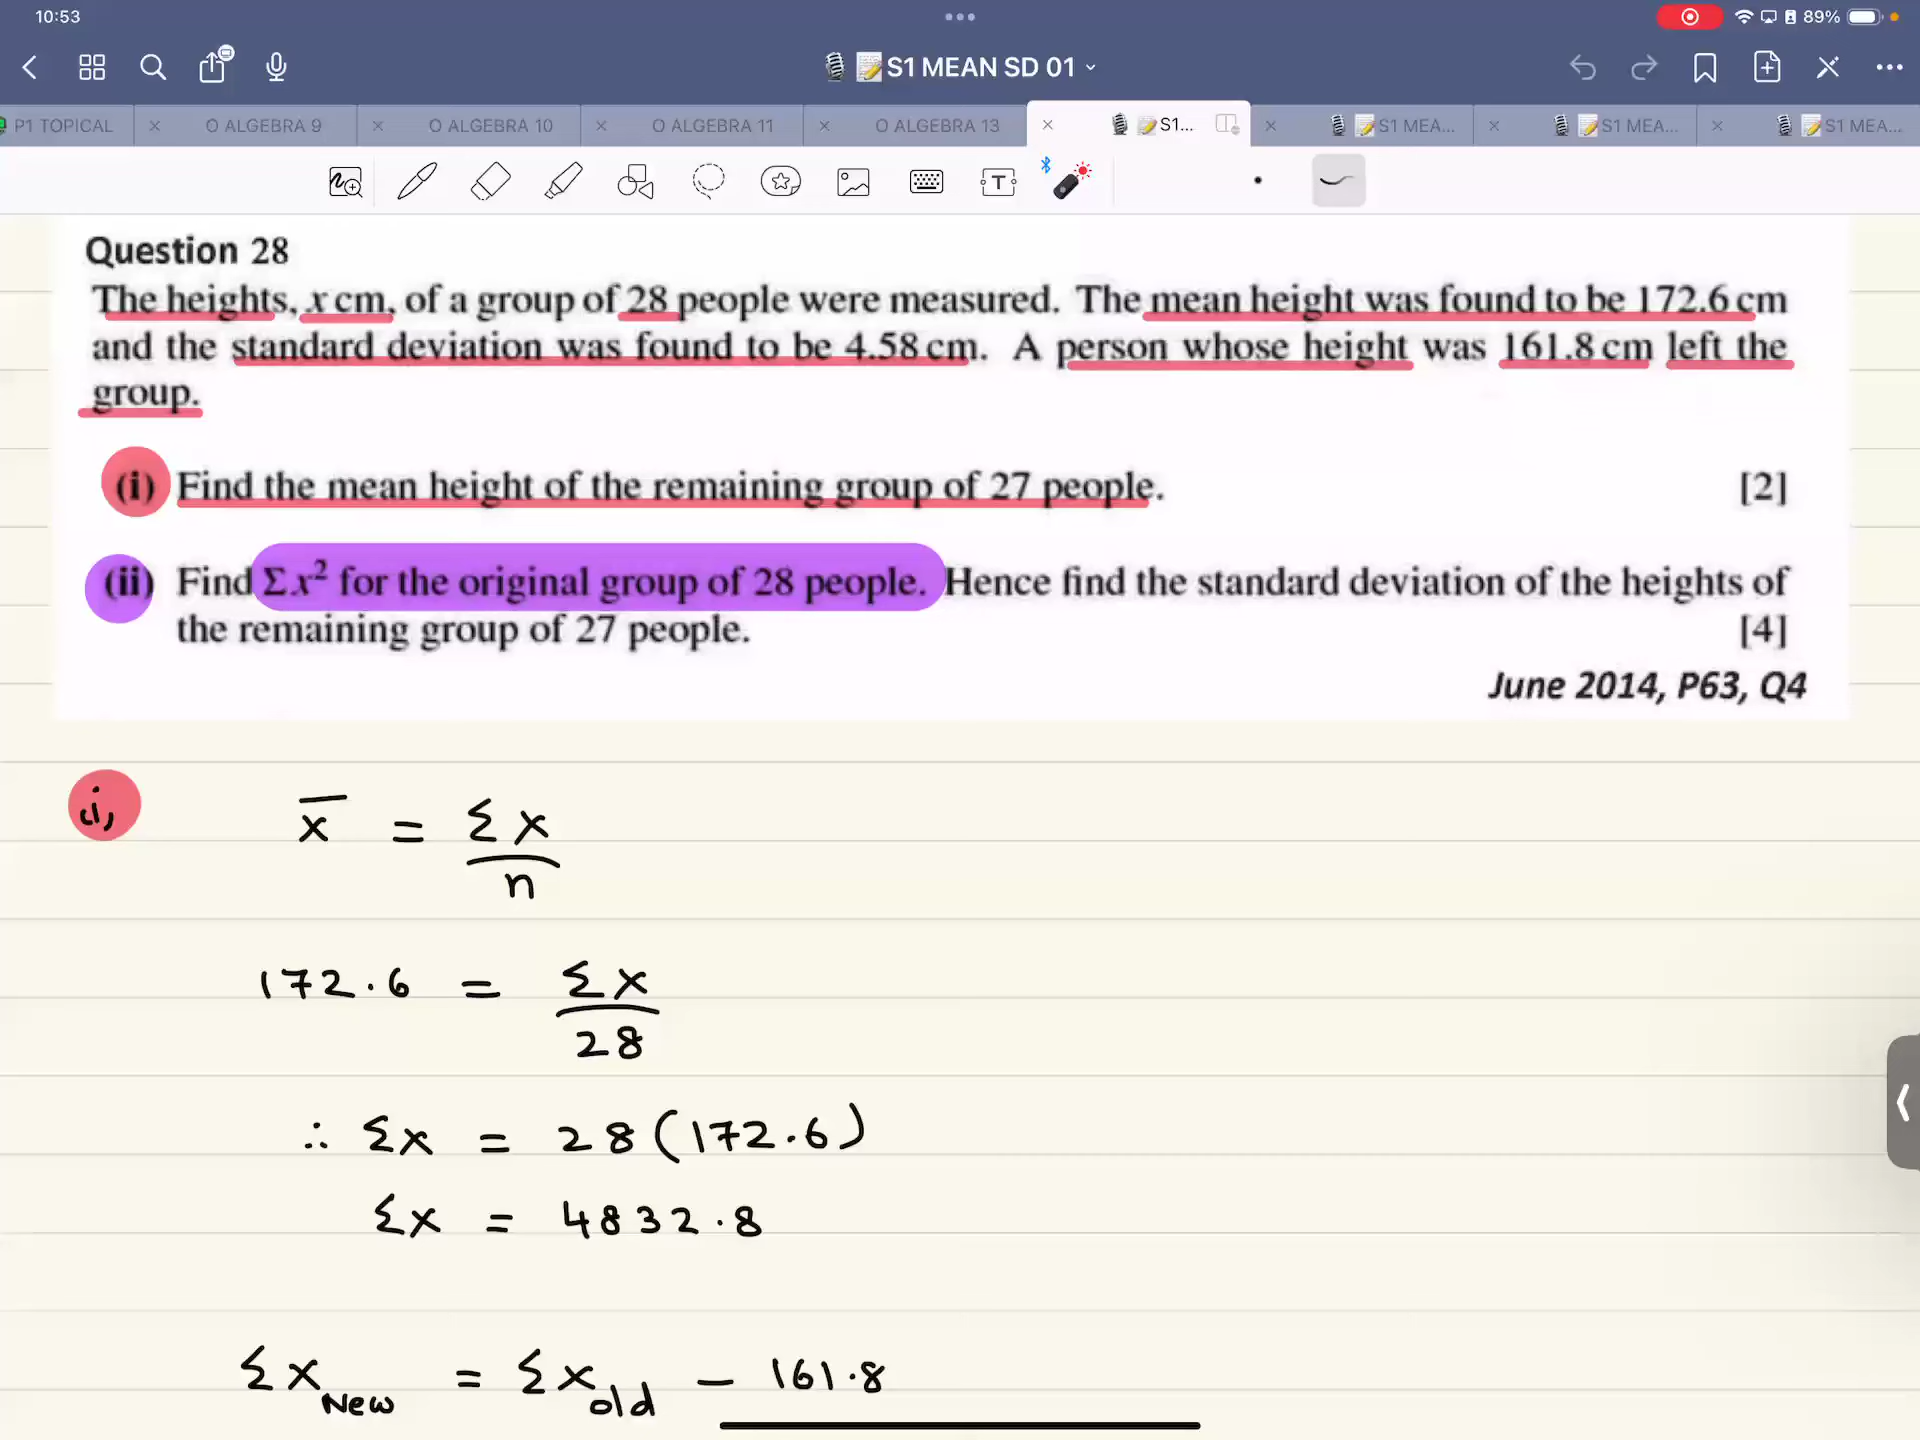 10:53
89%
S1 MEAN SD 01
P1 TOPICAL
O ALGEBRA 9
O ALGEBRA 10
O ALGEBRA 11
O ALGEBRA 13
S1...
S1 MEA...
S1 MEA...
S1 MEA...
Question 28
The heights, x cm, of a group of 28 people were measured. The mean height was found to be 172.6 cm
and the standard deviation was found to be 4.58 cm. A person whose height was 161.8 cm left the
group.
(i) Find the mean height of the remaining group of 27 people. [2]
(ii) Find Σx² for the original group of 28 people. Hence find the standard deviation of the heights of
the remaining group of 27 people. [4]
June 2014, P63, Q4
i, x̄ = Σx
n
172.6 = Σx
28
∴ Σx = 28(172.6)
Σx = 4832.8
Σx New = Σx old - 161.8